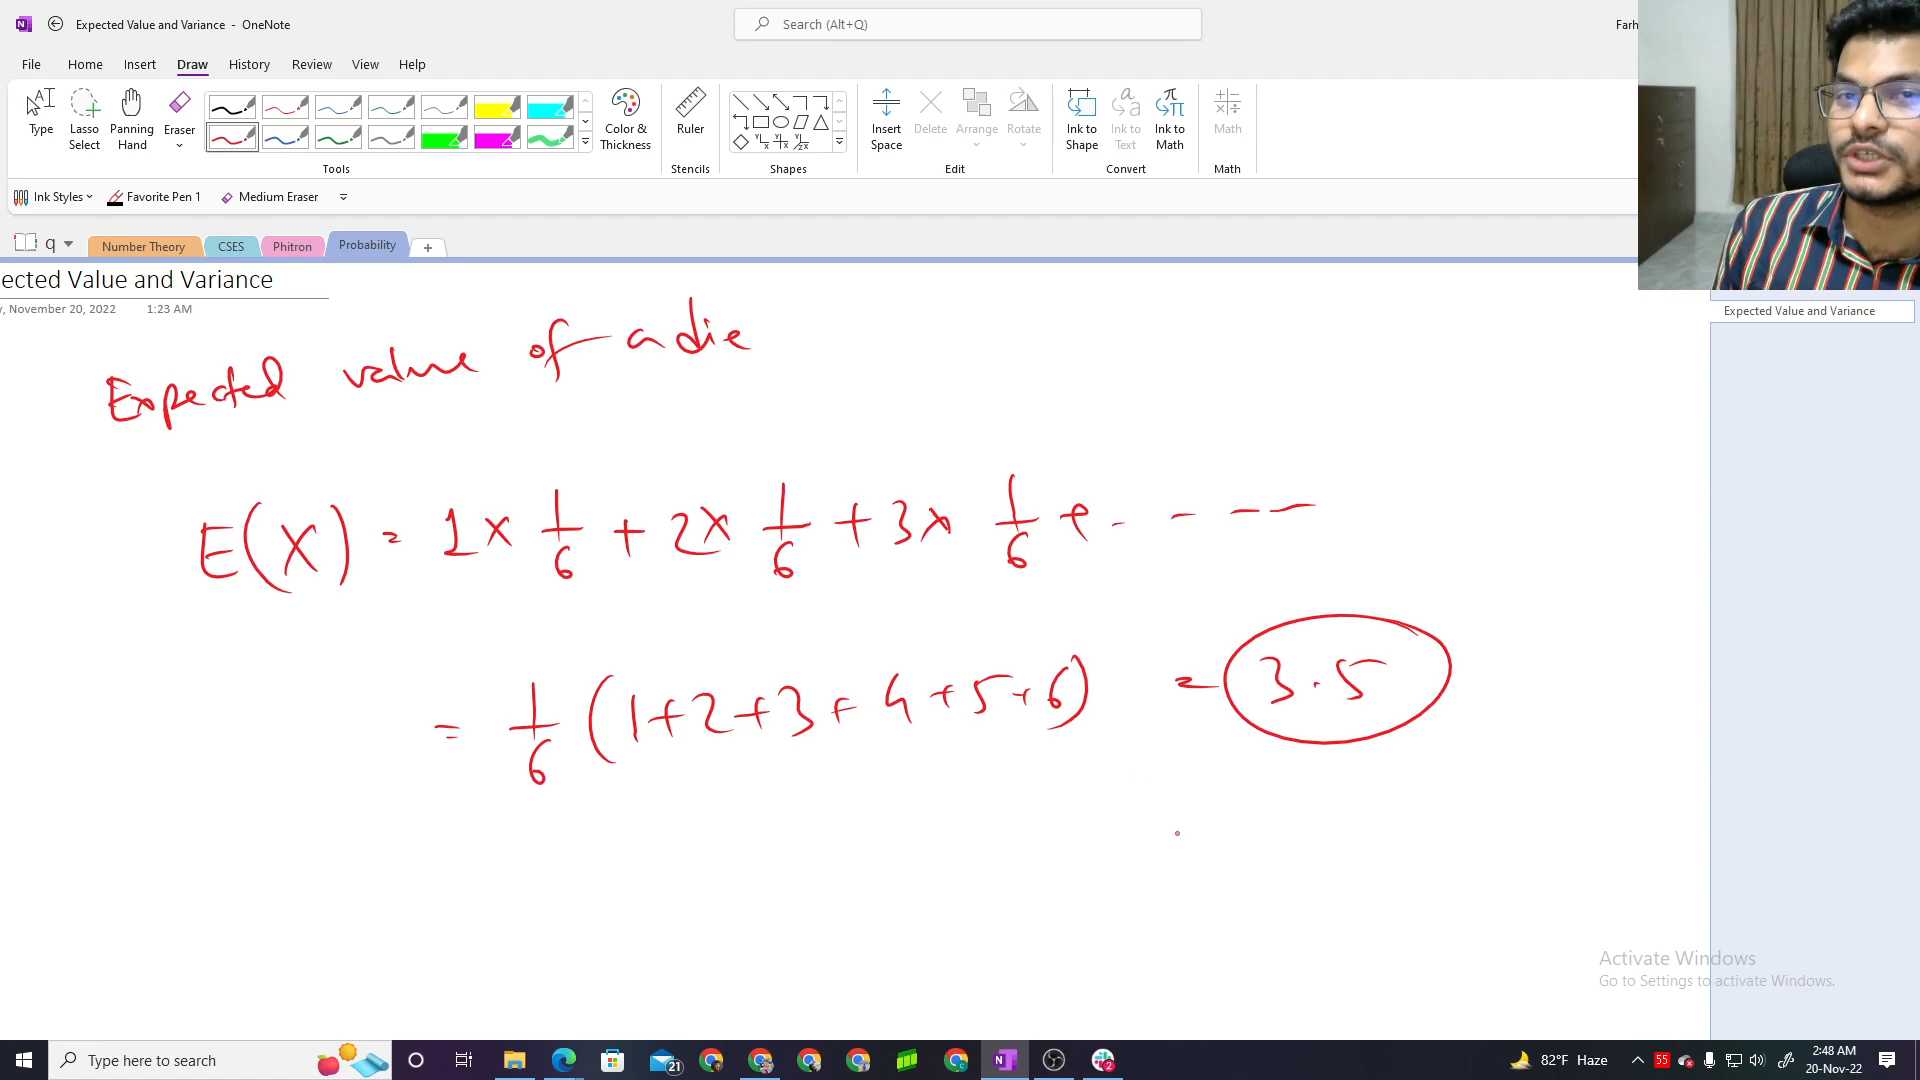 Expected Value and Variance - OneNote
Search (Alt+Q)
Farh
File Home Insert Draw History Review View Help
Type
Lasso Select
Panning Hand
Eraser
Color & Thickness
Ruler
Insert Space
Delete
Arrange
Rotate
Ink to Shape
Ink to Text
Ink to Math
Math
Tools Stencils Shapes Edit Convert Math
Ink Styles Favorite Pen 1 Medium Eraser
q Number Theory CSES Phitron Probability +
ected Value and Variance
y, November 20, 2022 1:23 AM
Expected Value and Variance
Expected value of a die
E(X) = 1 x 1/6 + 2 x 1/6 + 3 x 1/6 + - - - -
= 1/6 (1+2+3+4+5+6) = 3.5
Activate Windows
Go to Settings to activate Windows.
Type here to search
21
2
82°F Haze
55
2:48 AM
20-Nov-22